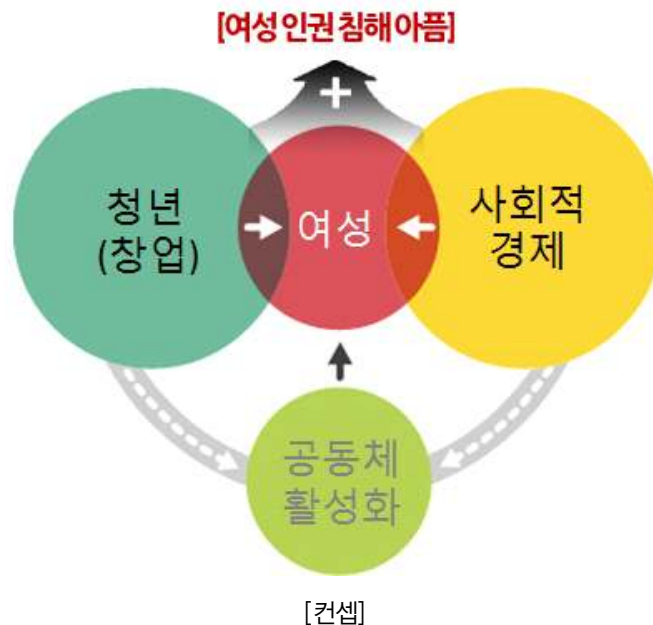 [여성 인권 침해 아픔]
+
청년
(창업)
여성
사회적
경제
공동체
활성화
[컨셉]